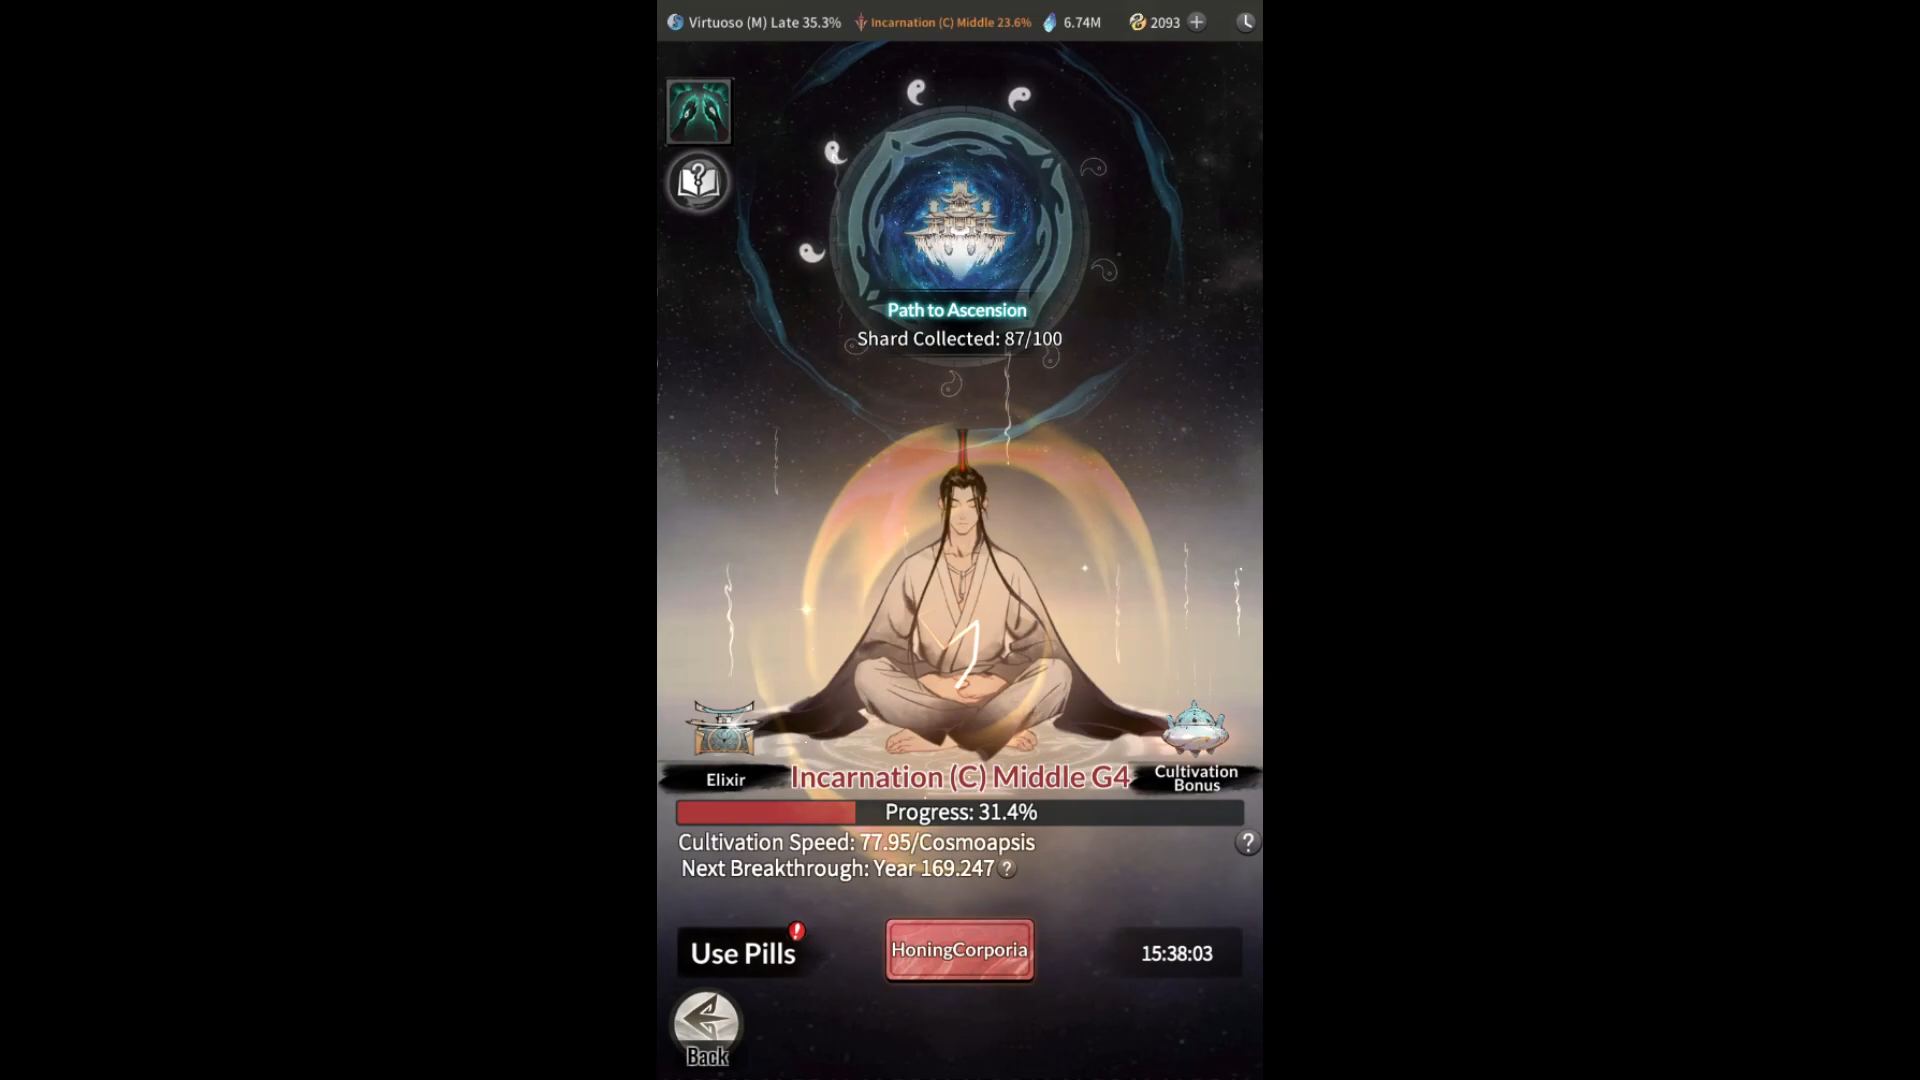 Virtuoso (M) Late 35.3% Incarnation (C) Middle 23.6% 6.74M 2093
Path to Ascension
Shard Collected: 87/100
Elixir
Incarnation (C) Middle G4
Cultivation
Bonus
Progress: 31.4%
Cultivation Speed: 77.95/Cosmoapsis
?
Next Breakthrough: Year 169.247 ?
Use Pills
!
HoningCorporia
15:38:03
Back